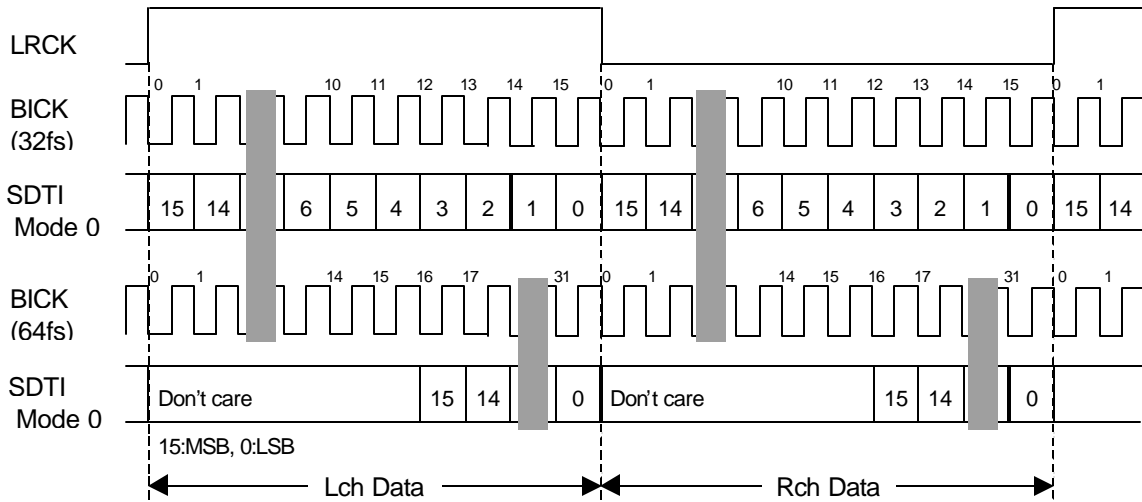 LRCK
0 1 10 11 12 13 14 15 0 1 10 11 12 13 14 15 0 1
BICK
(32fs)
SDTI
Mode 0
15 14 6 5 4 3 2 1 0 15 14 6 5 4 3 2 1 0 15 14
0 1 14 15 16 17 31 0 1 14 15 16 17 31 0 1
BICK
(64fs)
SDTI
Mode 0
Don't care 15 14 0 Don't care 15 14 0
15:MSB, 0:LSB
Lch Data Rch Data